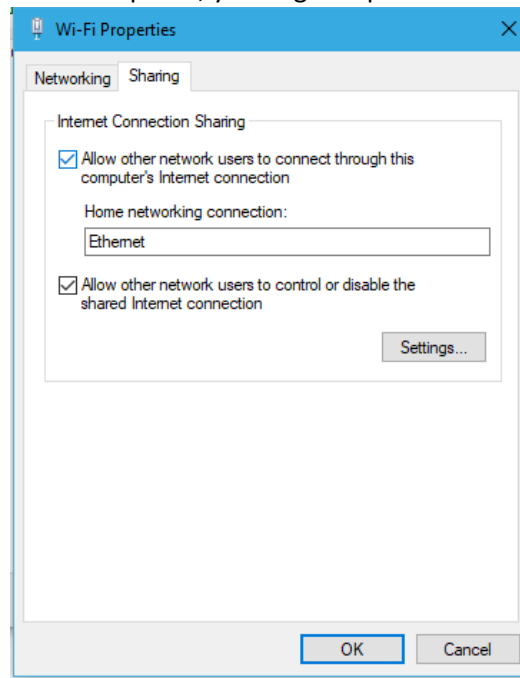 Wi-Fi Properties
Networking Sharing
Internet Connection Sharing
Allow other network users to connect through this
computer's Internet connection
Home networking connection:
Ethernet
Allow other network users to control or disable the
shared Internet connection
Settings...
OK Cancel